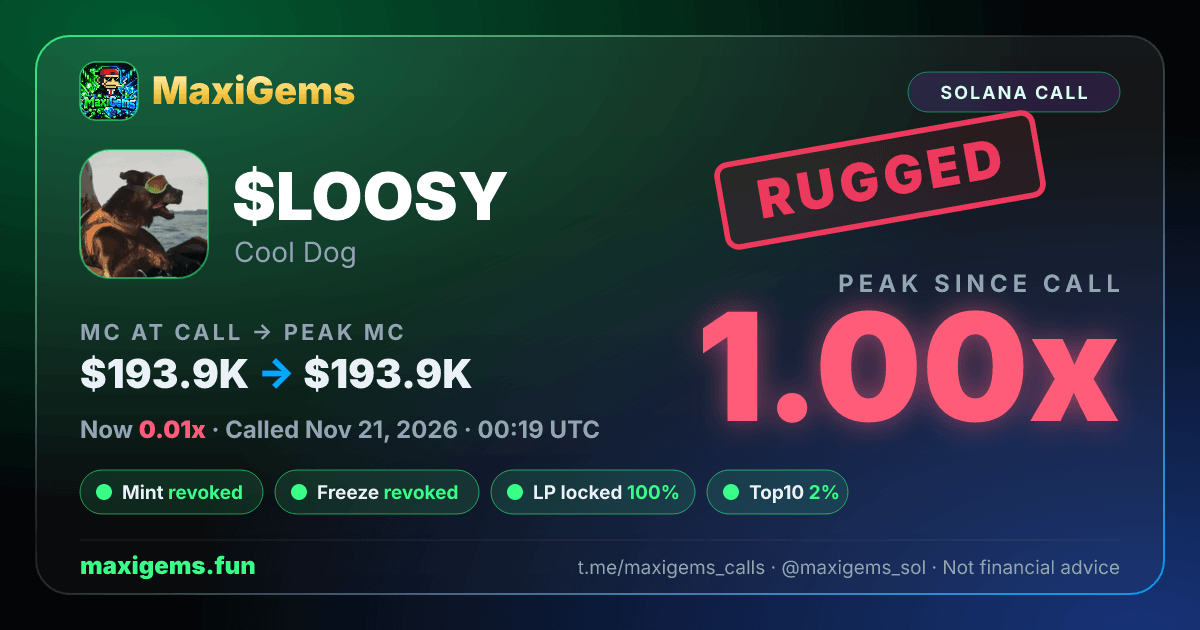 MaxiGems
MaxiGems
SOLANA CALL
RUGGED
$LOOSY
Cool Dog
PEAK SINCE CALL
1.00x
MC AT CALL → PEAK MC
$193.9K → $193.9K
Now 0.01x · Called Nov 21, 2026 · 00:19 UTC
Mint revoked
Freeze revoked
LP locked 100%
Top10 2%
maxigems.fun
t.me/maxigems_calls · @maxigems_sol · Not financial advice